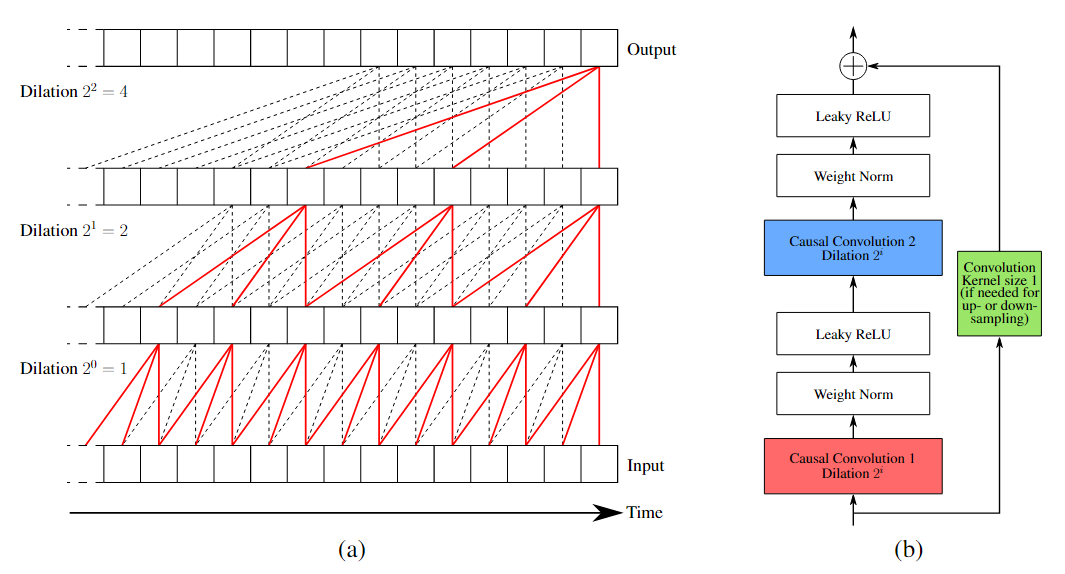 Output
Dilation 2² = 4
Dilation 2¹ = 2
Dilation 2⁰ = 1
Input
Time
(a)
Leaky ReLU
Weight Norm
Causal Convolution 2
Dilation 2ⁱ
Convolution
Kernel size 1
(if needed for
up- or down-
sampling)
Leaky ReLU
Weight Norm
Causal Convolution 1
Dilation 2ⁱ
(b)